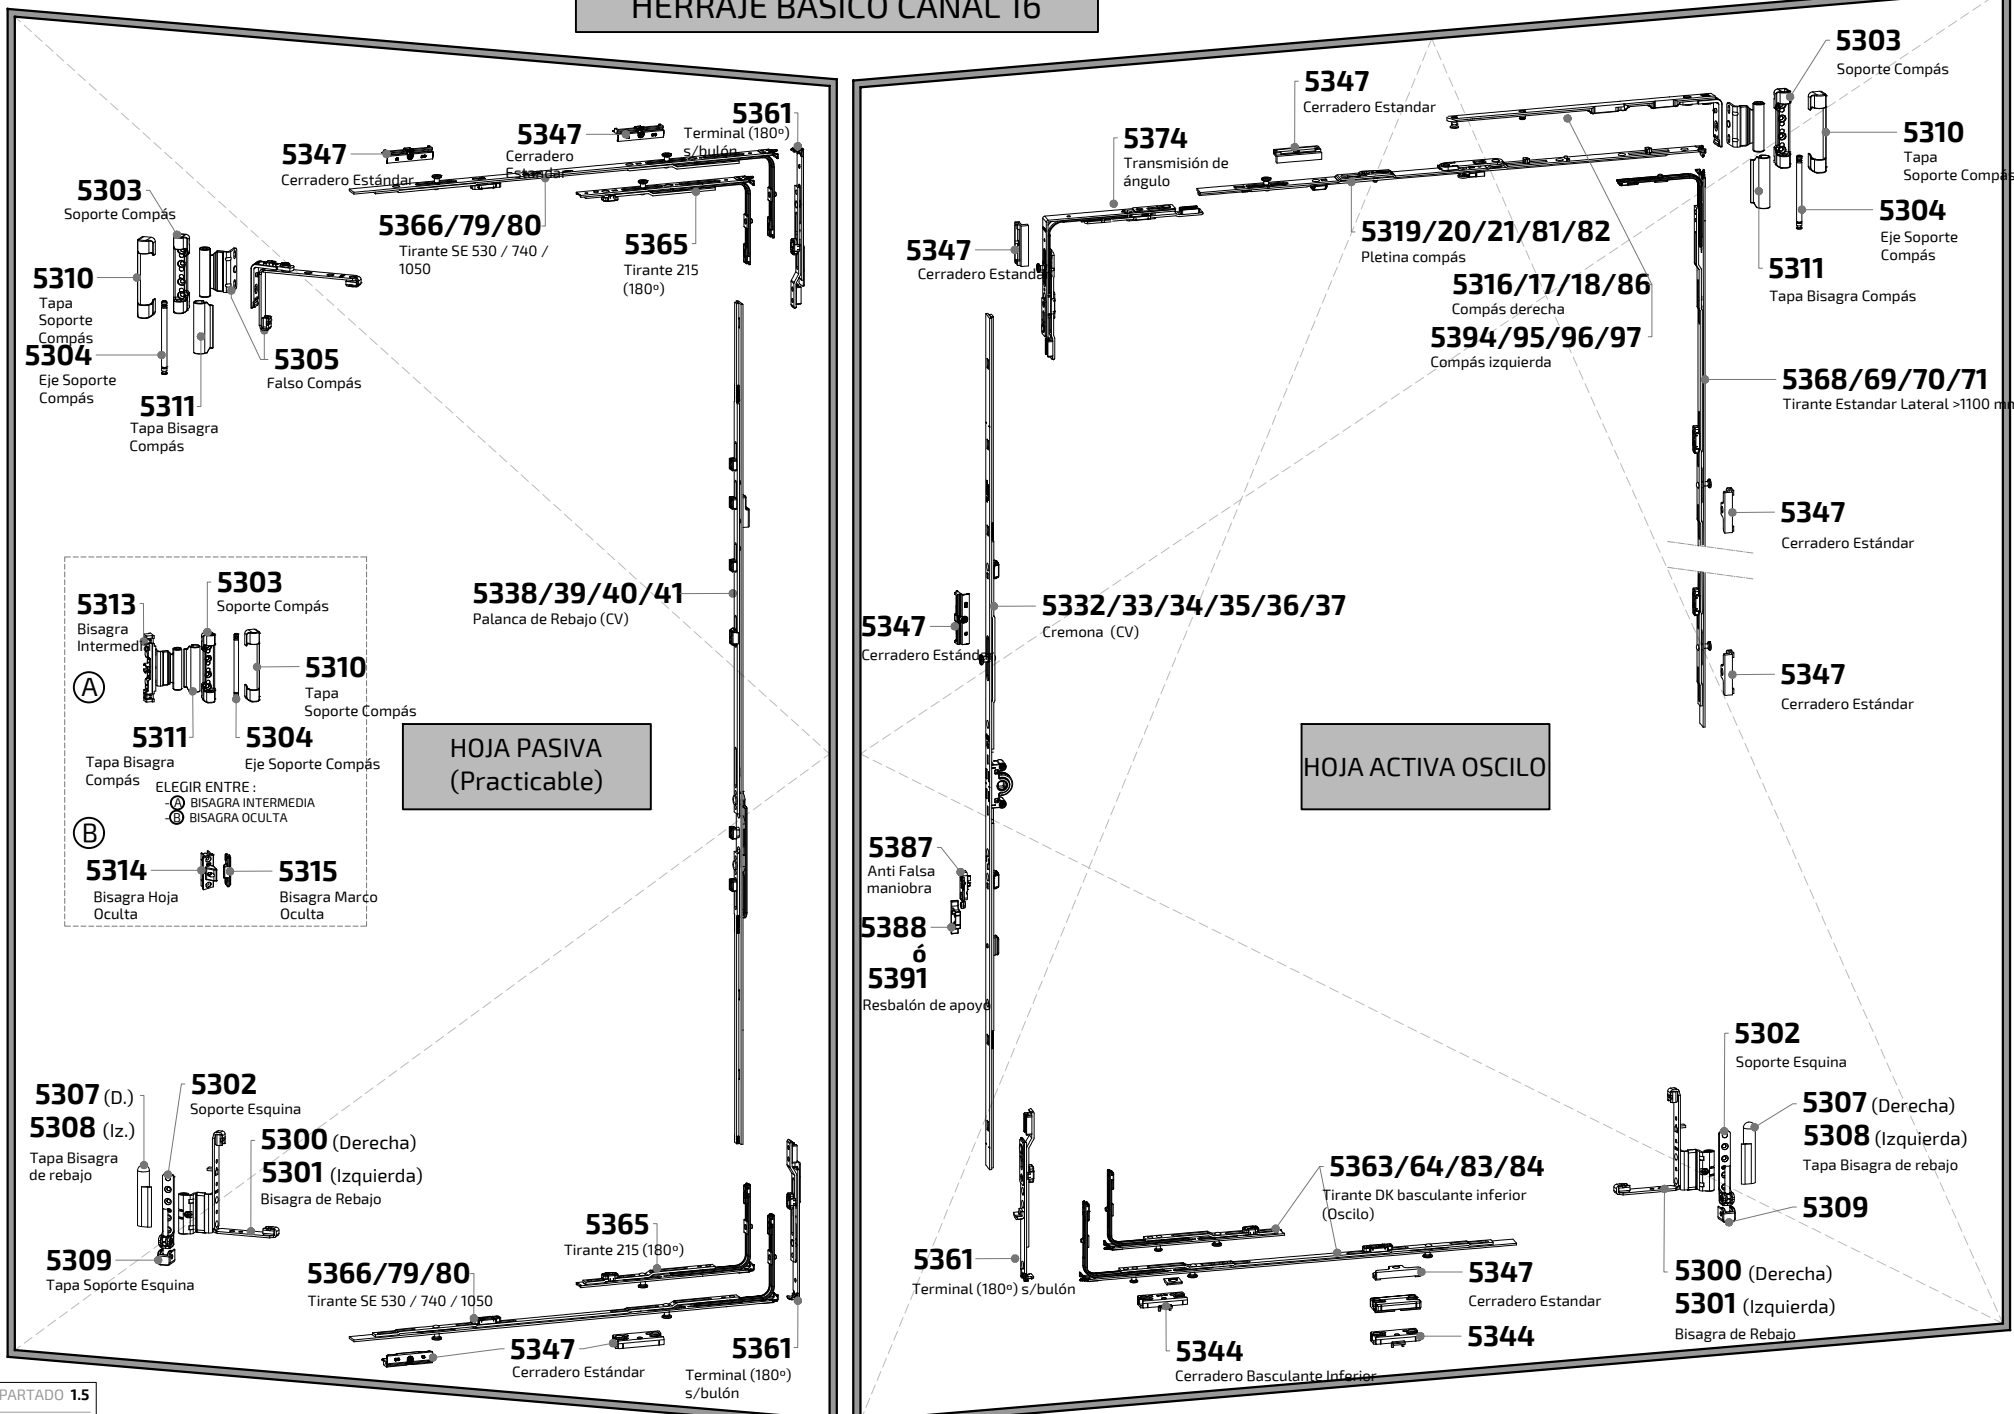 HERRAJE BÁSICO CANAL 16
5347
Cerradero Estándar
5347
Cerradero
Estandar
5361
Terminal (180º)
s/bulón
5303
Soporte Compás
5366/79/80
Tirante SE 530 / 740 /
1050
5365
Tirante 215
(180º)
5310
Tapa
Soporte
Compás
5304
Eje Soporte
Compás
5305
Falso Compás
5311
Tapa Bisagra
Compás
5313
Bisagra
Intermedia
5303
Soporte Compás
A
5310
Tapa
Soporte Compás
5311
Tapa Bisagra
Compás
5304
Eje Soporte Compás
ELEGIR ENTRE :
-A BISAGRA INTERMEDIA
-B BISAGRA OCULTA
B
5314
Bisagra Hoja
Oculta
5315
Bisagra Marco
Oculta
5338/39/40/41
Palanca de Rebajo (CV)
HOJA PASIVA
(Practicable)
5307 (D.)
5308 (Iz.)
Tapa Bisagra
de rebajo
5302
Soporte Esquina
5300 (Derecha)
5301 (Izquierda)
Bisagra de Rebajo
5309
Tapa Soporte Esquina
5365
Tirante 215 (180º)
5366/79/80
Tirante SE 530 / 740 / 1050
5347
Cerradero Estándar
5361
Terminal (180º)
s/bulón
PARTADO 1.5
5303
Soporte Compás
5347
Cerradero Estandar
5374
Transmisión de
ángulo
5310
Tapa
Soporte Compás
5304
Eje Soporte
Compás
5347
Cerradero Estandar
5319/20/21/81/82
Pletina compás
5311
Tapa Bisagra Compás
5316/17/18/86
Compás derecha
5394/95/96/97
Compás izquierda
5368/69/70/71
Tirante Estandar Lateral >1100 mm
5347
Cerradero Estándar
5347
Cerradero Estándar
5332/33/34/35/36/37
Cremona (CV)
5347
Cerradero Estándar
HOJA ACTIVA OSCILO
5387
Anti Falsa
maniobra
5388
ó
5391
Resbalón de apoyo
5302
Soporte Esquina
5307 (Derecha)
5308 (Izquierda)
Tapa Bisagra de rebajo
5309
5300 (Derecha)
5301 (Izquierda)
Bisagra de Rebajo
5363/64/83/84
Tirante DK basculante inferior
(Oscilo)
5361
Terminal (180º) s/bulón
5347
Cerradero Estandar
5344
5344
Cerradero Basculante Inferior